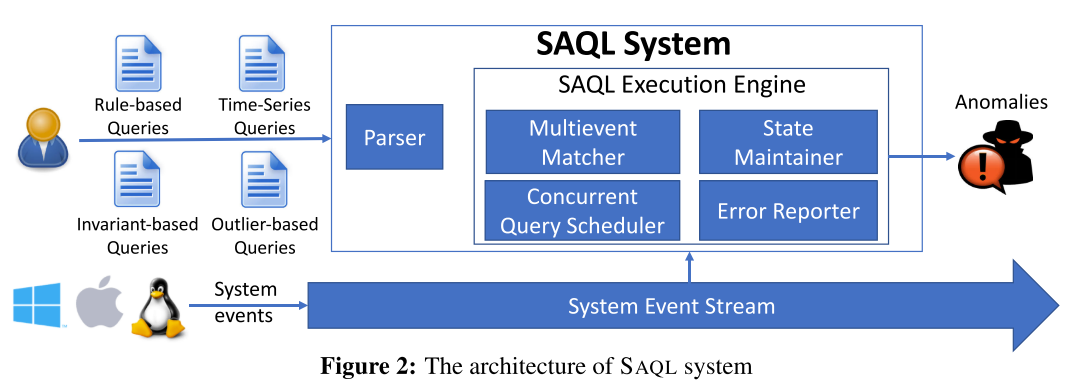 SAQL System
SAQL Execution Engine
Rule-based
Queries
Time-Series
Queries
Parser
Multievent
Matcher
State
Maintainer
Anomalies
Invariant-based
Queries
Outlier-based
Queries
Concurrent
Query Scheduler
Error Reporter
!
System
events
System Event Stream
Figure 2: The architecture of SAQL system